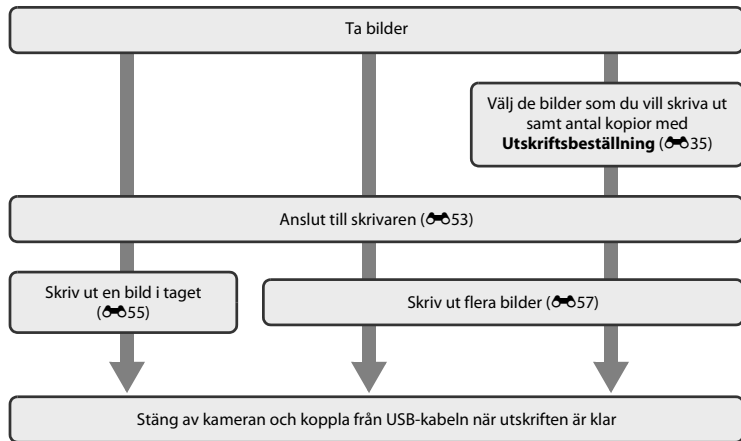 Ta bilder
Välj de bilder som du vill skriva ut
samt antal kopior med
Utskriftsbeställning (35)
Anslut till skrivaren (53)
Skriv ut en bild i taget
(55)
Skriv ut flera bilder (57)
Stäng av kameran och koppla från USB-kabeln när utskriften är klar